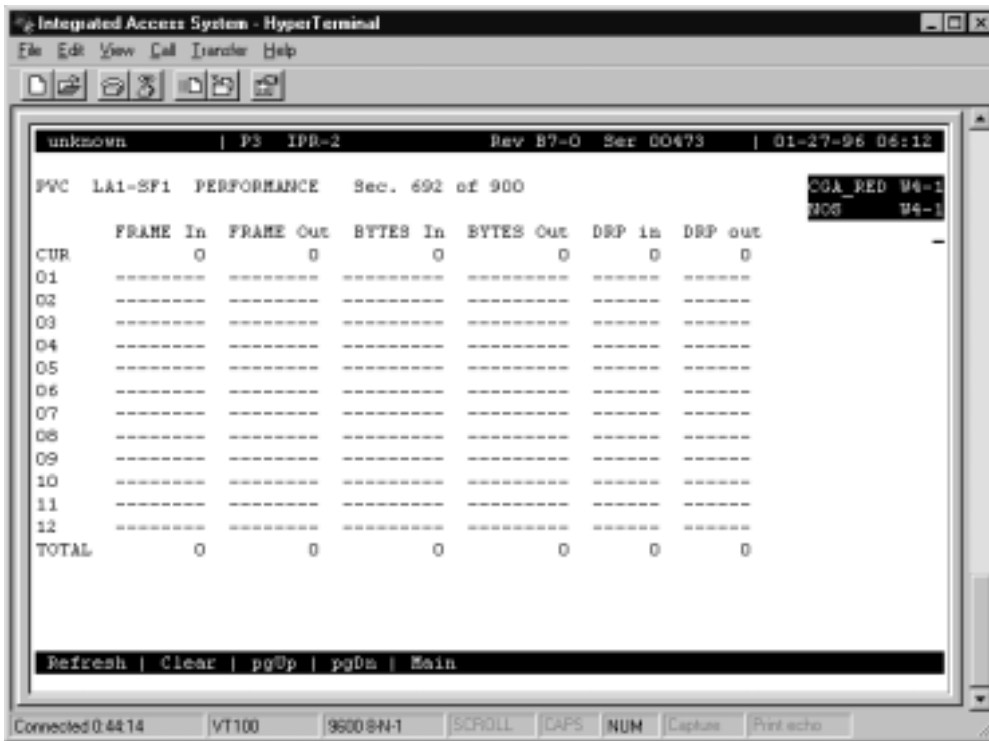 Integrated Access System - HyperTerminal
File Edit View Call Transfer Help
unknown | P3 IPR-2 Rev B7-0 Ser 00473 | 01-27-96 06:12
PVC LA1-SF1 PERFORMANCE Sec. 692 of 900 CGA_RED W4-1
NOS W4-1
FRAME In FRAME Out BYTES In BYTES Out DRP in DRP out
CUR 0 0 0 0 0 0
01 -------- -------- --------- --------- ------ ------
02 -------- -------- --------- --------- ------ ------
03 -------- -------- --------- --------- ------ ------
04 -------- -------- --------- --------- ------ ------
05 -------- -------- --------- --------- ------ ------
06 -------- -------- --------- --------- ------ ------
07 -------- -------- --------- --------- ------ ------
08 -------- -------- --------- --------- ------ ------
09 -------- -------- --------- --------- ------ ------
10 -------- -------- --------- --------- ------ ------
11 -------- -------- --------- --------- ------ ------
12 -------- -------- --------- --------- ------ ------
TOTAL 0 0 0 0 0 0
Refresh | Clear | pgUp | pgDn | Main
Connected 0:44:14 VT100 9600 8-N-1 SCROLL CAPS NUM Capture Print echo